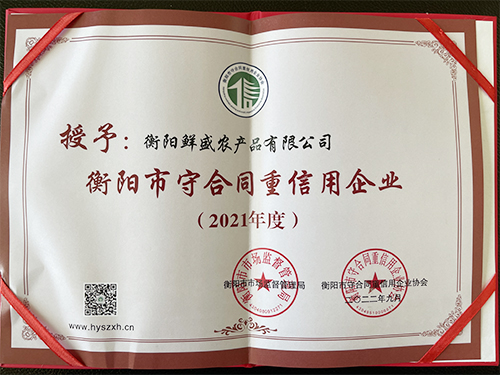 授予：衡阳鲜盛农产品有限公司
衡阳市守合同重信用企业
（2021年度）
衡阳市市场监督管理局
衡阳市守合同重信用企业协会
二〇二二年九月
www.hyszxh.cn